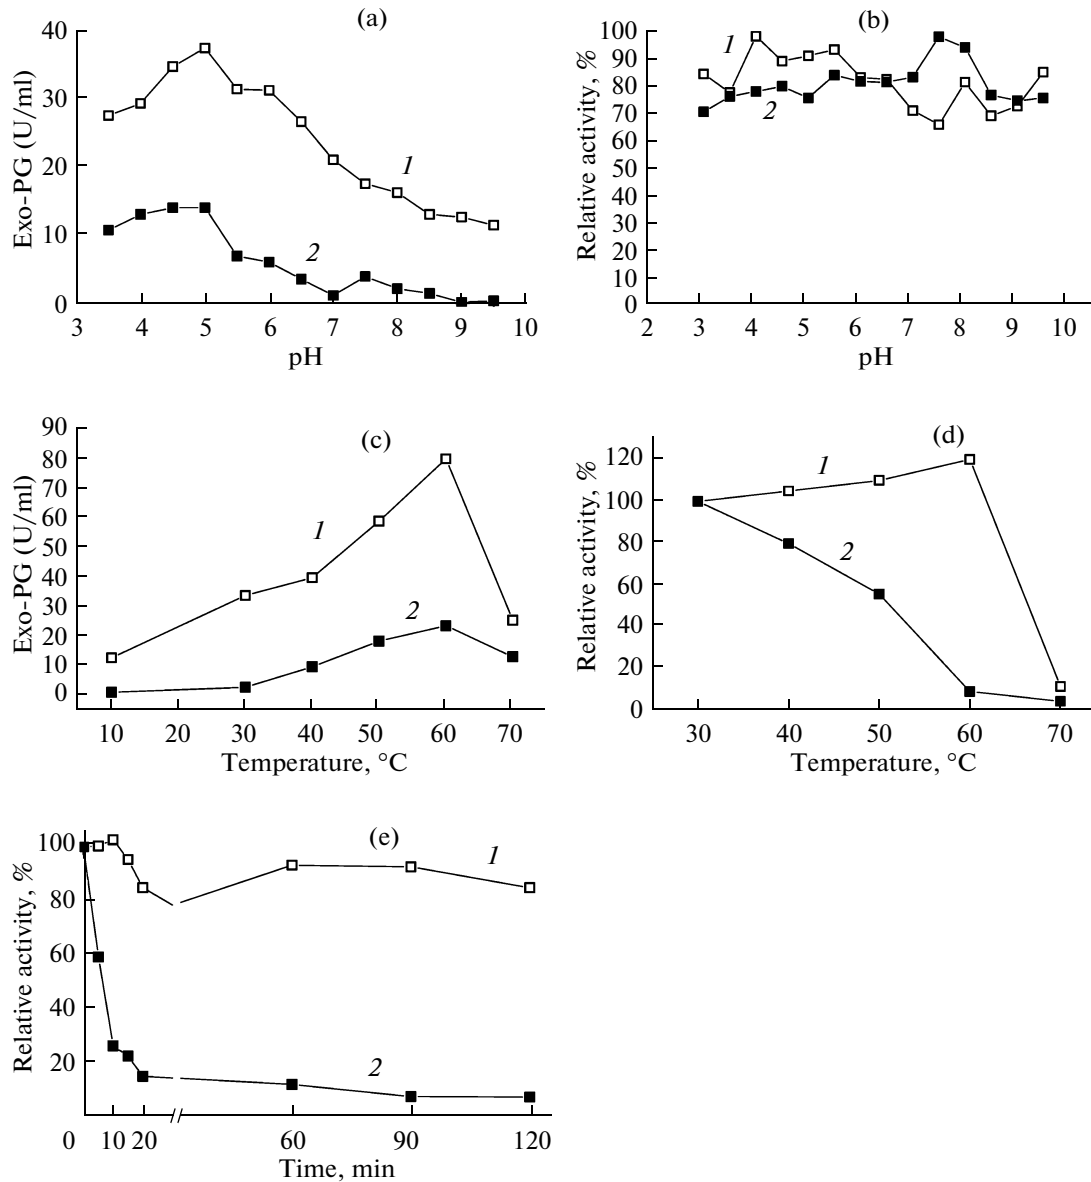 (a)
Exo-PG (U/ml)
40
30
20
10
0
1
2
3 4 5 6 7 8 9 10
pH
(b)
Relative activity, %
100
90
80
70
60
50
40
30
20
10
0
1
2
2 3 4 5 6 7 8 9 10
pH
(c)
Exo-PG (U/ml)
90
80
70
60
50
40
30
20
10
0
1
2
10 20 30 40 50 60 70
Temperature, °C
(d)
Relative activity, %
120
100
80
60
40
20
0
1
2
30 40 50 60 70
Temperature, °C
(e)
Relative activity, %
100
80
60
40
20
1
2
0 10 20 60 90 120
Time, min